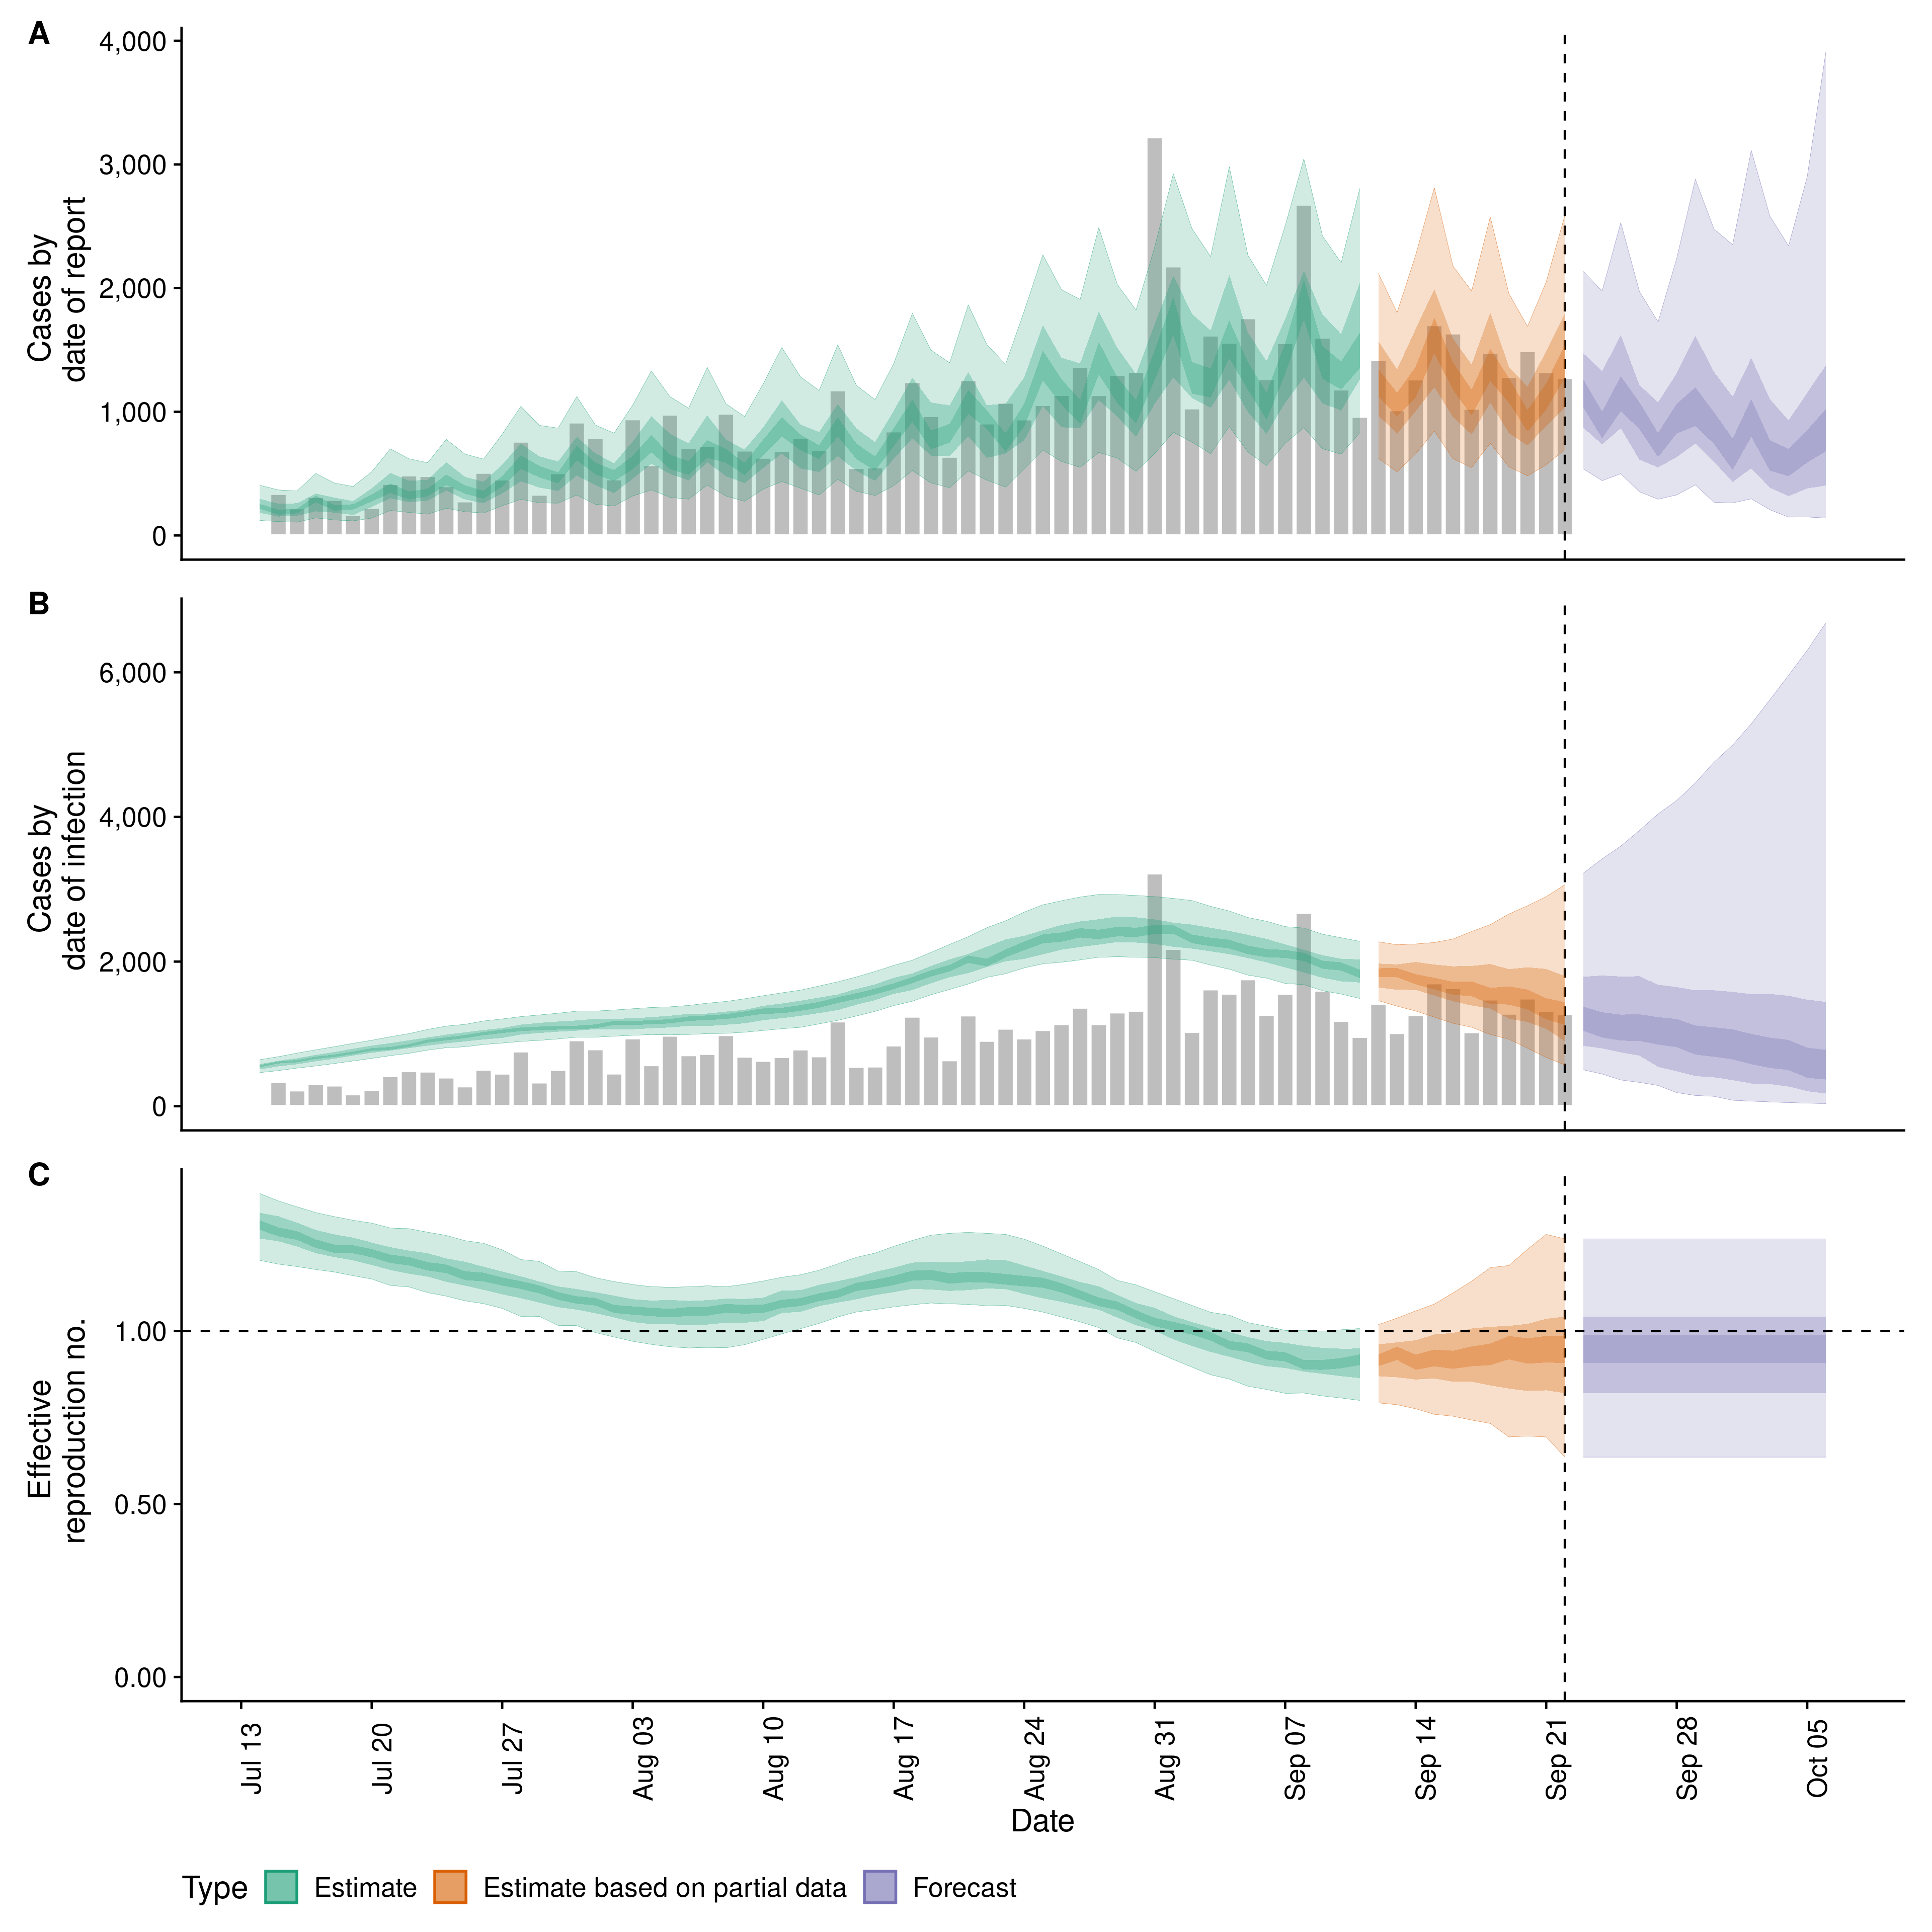 A
4,000
3,000
2,000
1,000
0
Cases by
date of report
B
6,000
4,000
2,000
0
Cases by
date of infection
C
1.00
0.50
0.00
Effective
reproduction no.
Jul 13
Jul 20
Jul 27
Aug 03
Aug 10
Aug 17
Aug 24
Aug 31
Sep 07
Sep 14
Sep 21
Sep 28
Oct 05
Date
Type Estimate Estimate based on partial data Forecast